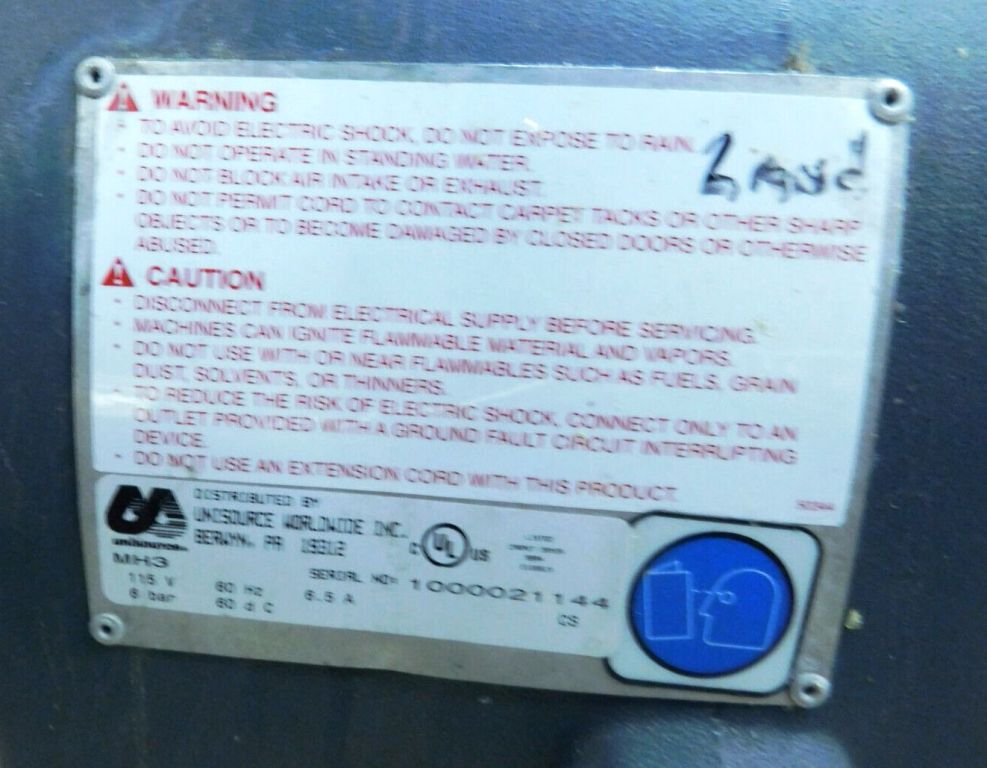 WARNING
TO AVOID ELECTRIC SHOCK, DO NOT EXPOSE TO RAIN.
• DO NOT OPERATE IN STANDING WATER.
• DO NOT BLOCK AIR INTAKE OR EXHAUST.
• DO NOT PERMIT CORD TO CONTACT CARPET TACKS OR OTHER SHARP
OBJECTS OR TO BECOME DAMAGED BY CLOSED DOORS OR OTHERWISE
ABUSED.
CAUTION
• DISCONNECT FROM ELECTRICAL SUPPLY BEFORE SERVICING.
• MACHINES CAN IGNITE FLAMMABLE MATERIAL AND VAPORS.
• DO NOT USE WITH OR NEAR FLAMMABLES SUCH AS FUELS, GRAIN
DUST, SOLVENTS, OR THINNERS.
• TO REDUCE THE RISK OF ELECTRIC SHOCK, CONNECT ONLY TO AN
OUTLET PROVIDED WITH A GROUND FAULT CIRCUIT INTERRUPTING
DEVICE.
• DO NOT USE AN EXTENSION CORD WITH THIS PRODUCT.
DISTRIBUTED BY
UNISOURCE WORLDWIDE INC.
BERWYN, PA 19312
unisource
C UL US
LISTED
MH3
115 V 60 Hz SERIAL NO: 1000021144
6 bar 60 d C 6.5 A CS